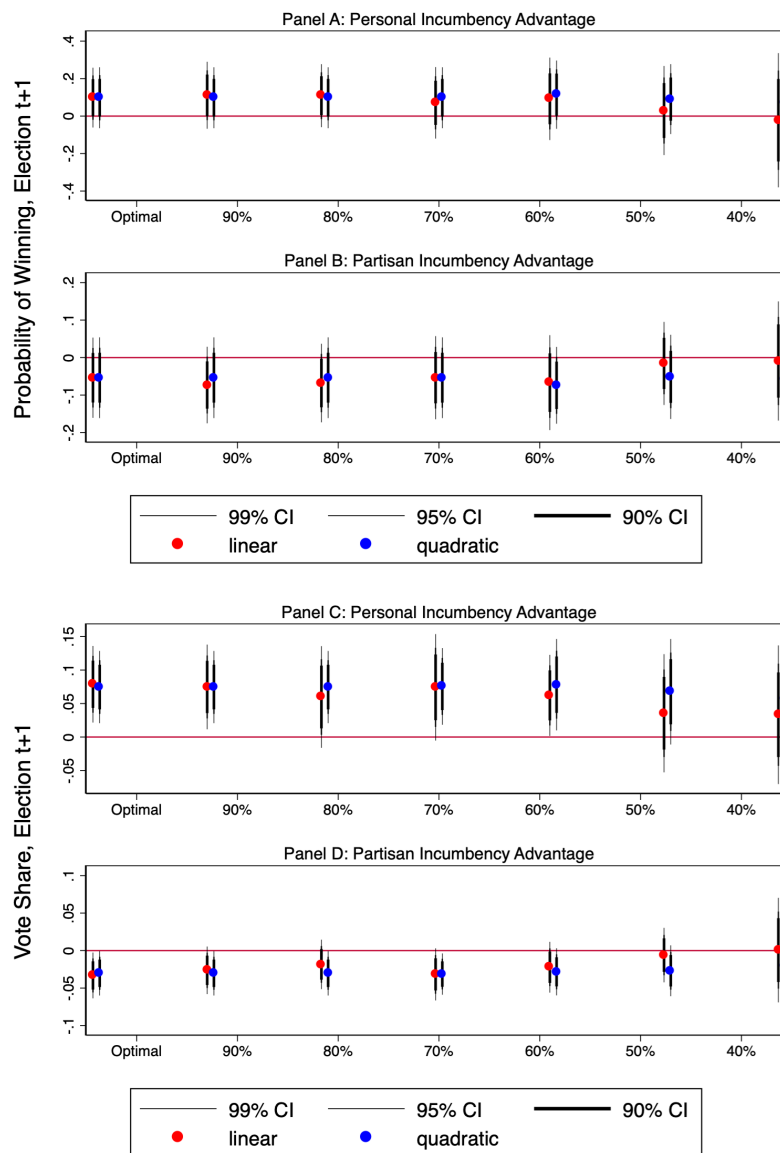 Panel A: Personal Incumbency Advantage
Probability of Winning, Election t+1
.4
.2
0
-.2
-.4
Optimal 90% 80% 70% 60% 50% 40%
Panel B: Partisan Incumbency Advantage
.2
.1
0
-.1
-.2
Optimal 90% 80% 70% 60% 50% 40%
99% CI 95% CI 90% CI
linear quadratic
Panel C: Personal Incumbency Advantage
Vote Share, Election t+1
.15
.1
.05
0
-.05
Optimal 90% 80% 70% 60% 50% 40%
Panel D: Partisan Incumbency Advantage
.1
.05
0
-.05
-.1
Optimal 90% 80% 70% 60% 50% 40%
99% CI 95% CI 90% CI
linear quadratic